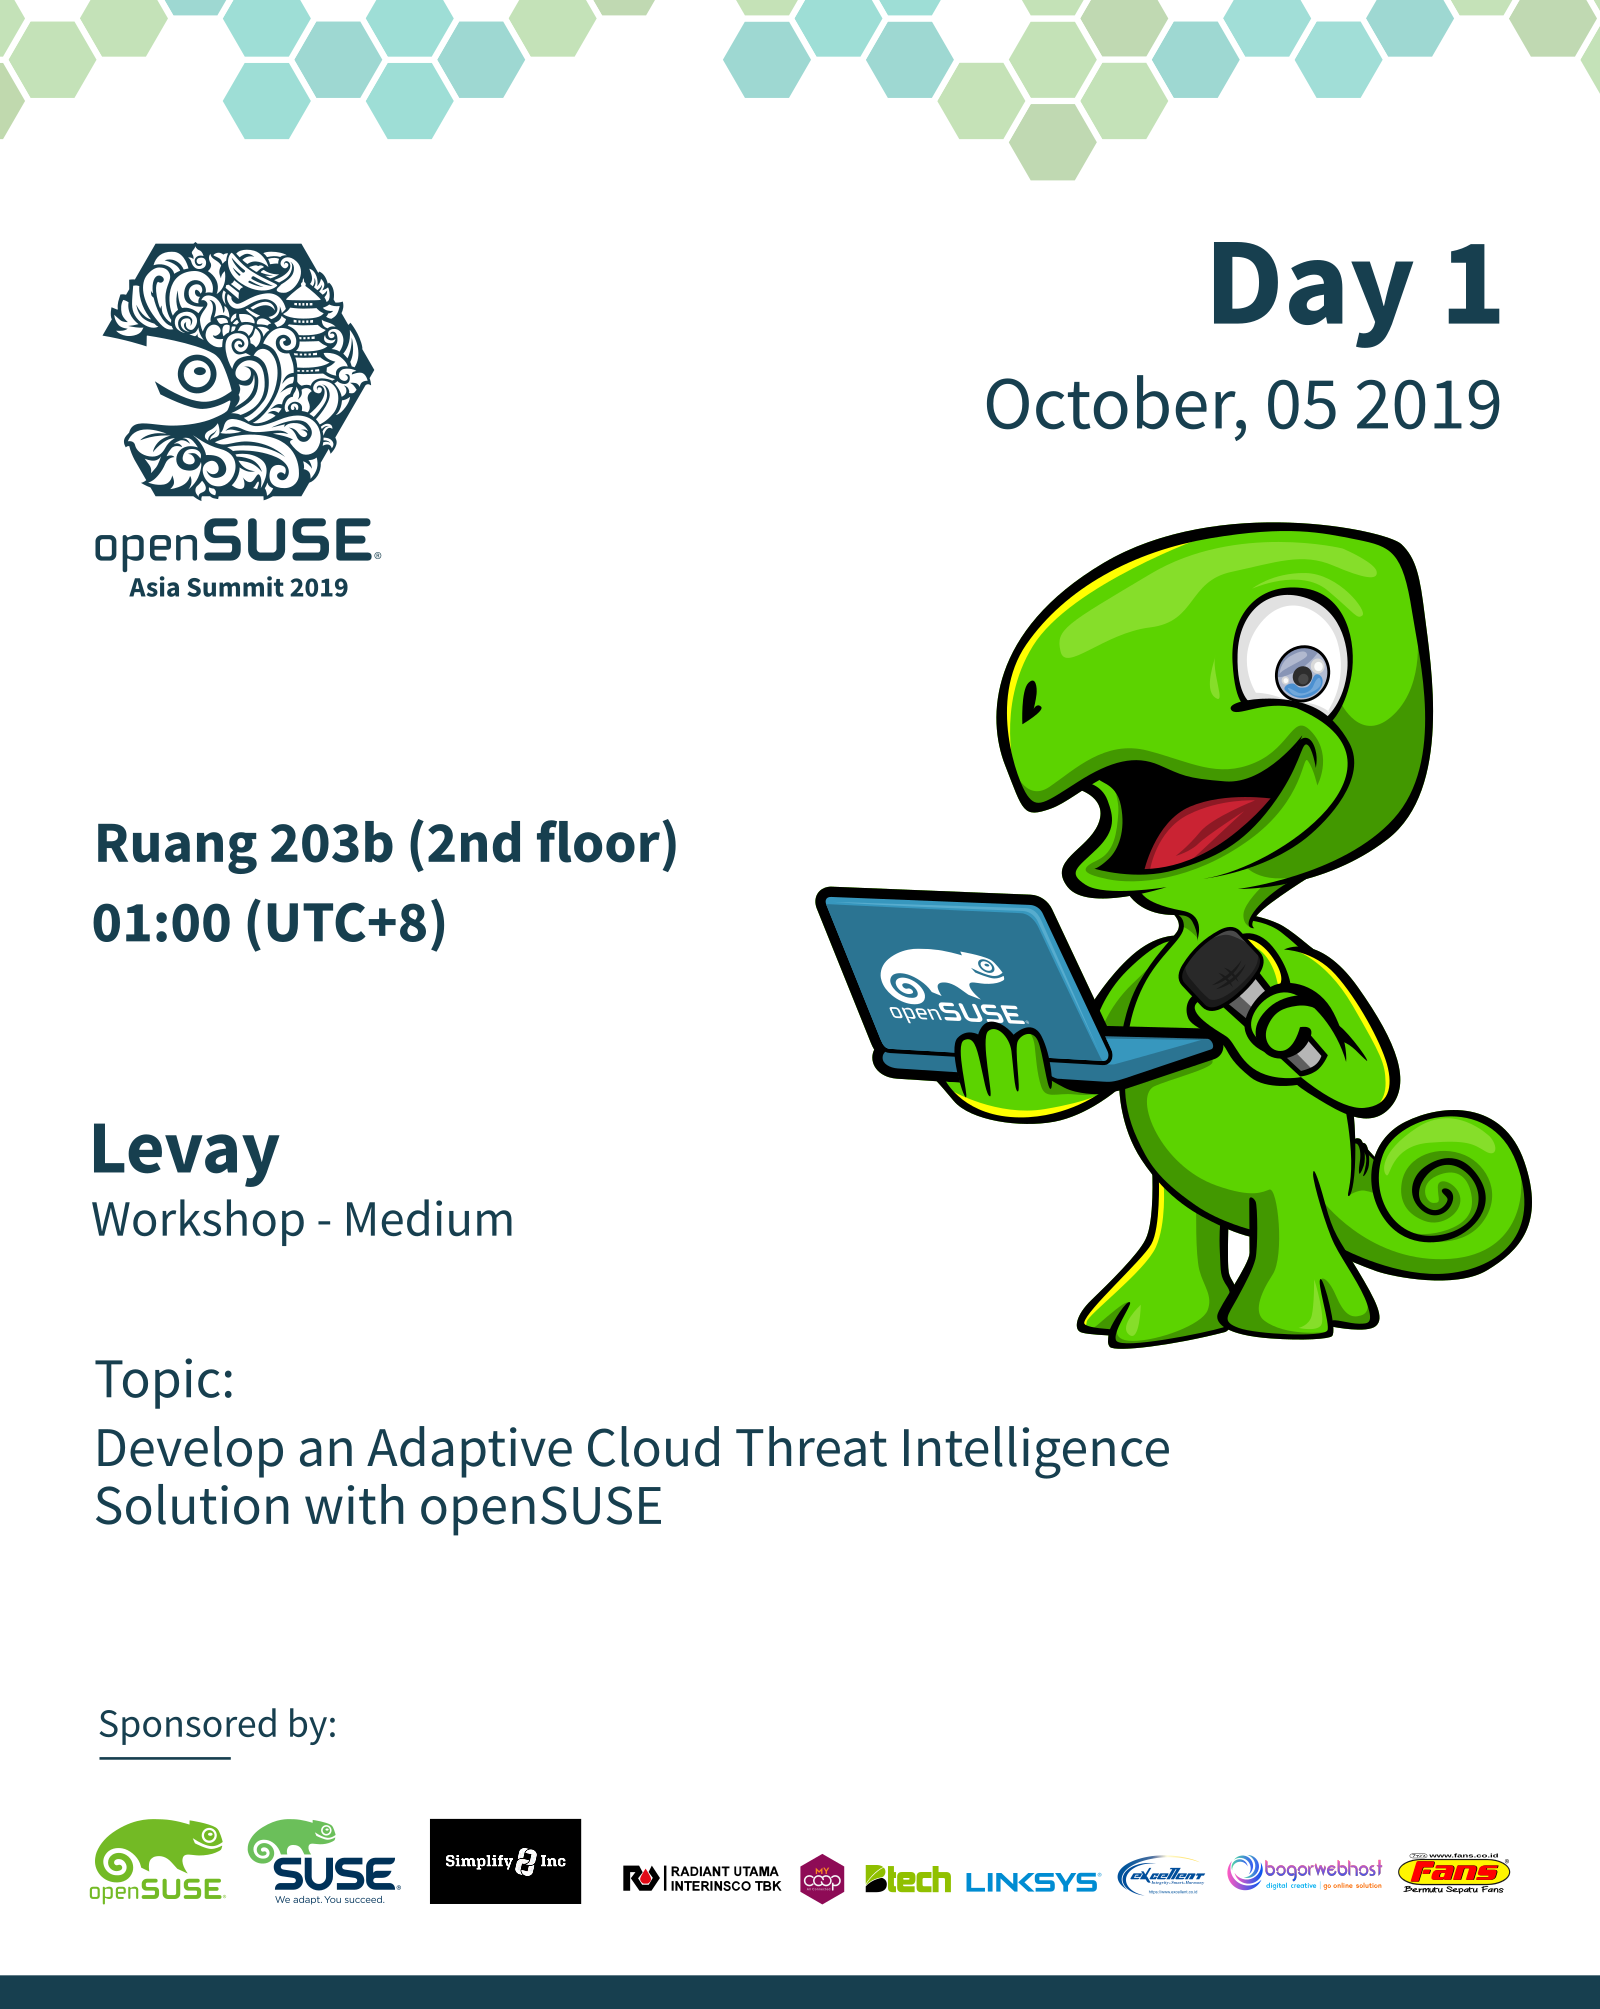 Day 1
October, 05 2019
openSUSE®
Asia Summit 2019
Ruang 203b (2nd floor)
01:00 (UTC+8)
openSUSE
Levay
Workshop - Medium
Topic:
Develop an Adaptive Cloud Threat Intelligence
Solution with openSUSE
Sponsored by:
openSUSE
SUSE®
We adapt. You succeed.
Simplify Inc
RADIANT UTAMA
INTERINSCO TBK
MY
COOP
Btech
LINKSYS
eXcellent
bogorwebhost
digital creative | go online solution
www.fans.co.id
Fans
Bermutu Sepatu Fans